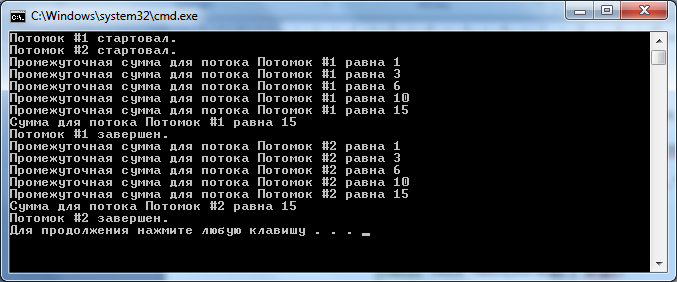 C:\Windows\system32\cmd.exe
Потомок #1 стартовал.
Потомок #2 стартовал.
Промежуточная сумма для потока Потомок #1 равна 1
Промежуточная сумма для потока Потомок #1 равна 3
Промежуточная сумма для потока Потомок #1 равна 6
Промежуточная сумма для потока Потомок #1 равна 10
Промежуточная сумма для потока Потомок #1 равна 15
Сумма для потока Потомок #1 равна 15
Потомок #1 завершен.
Промежуточная сумма для потока Потомок #2 равна 1
Промежуточная сумма для потока Потомок #2 равна 3
Промежуточная сумма для потока Потомок #2 равна 6
Промежуточная сумма для потока Потомок #2 равна 10
Промежуточная сумма для потока Потомок #2 равна 15
Сумма для потока Потомок #2 равна 15
Потомок #2 завершен.
Для продолжения нажмите любую клавишу . . .